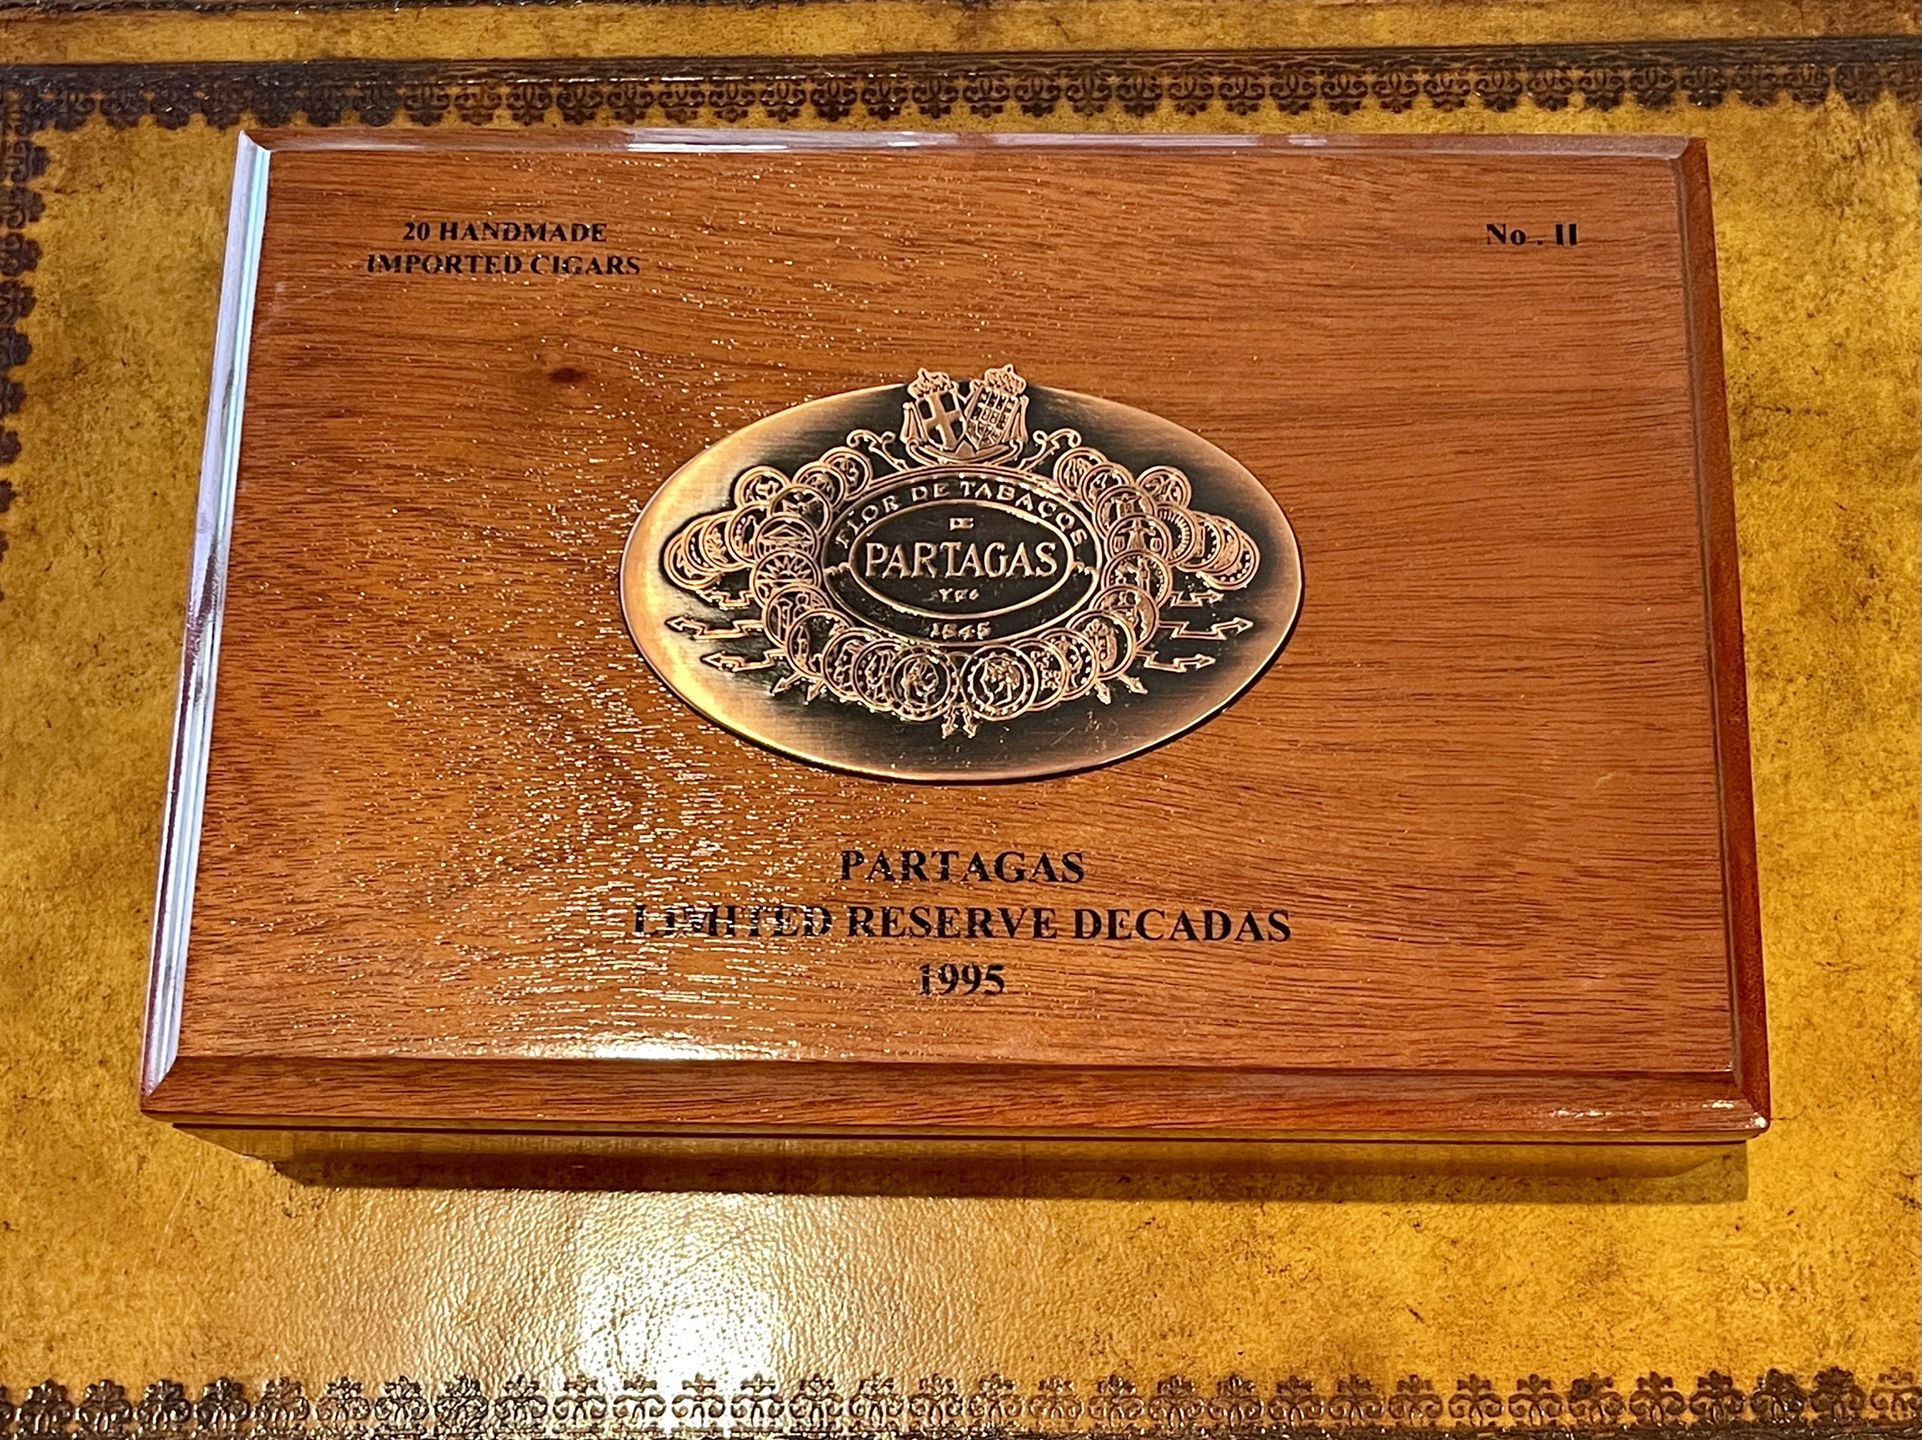 20 HANDMADE
IMPORTED CIGARS
No. II
FLOR DE TABACOS
DE
PARTAGAS
1845
PARTAGAS
LIMITED RESERVE DECADAS
1995